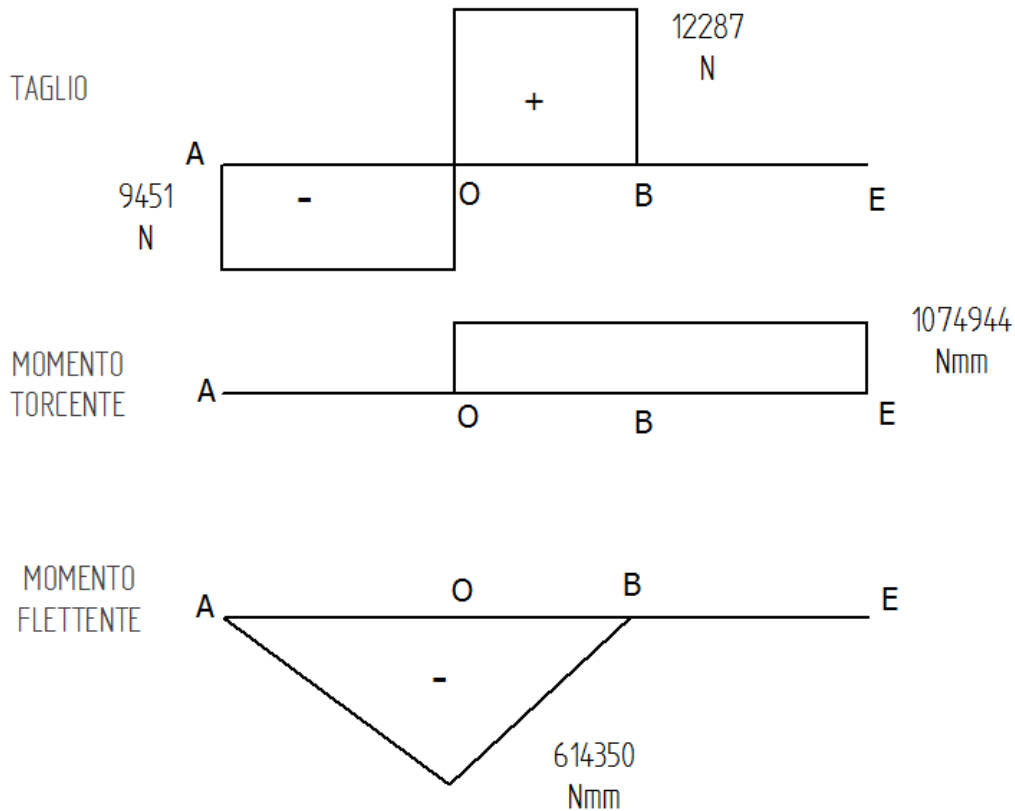 12287
N
TAGLIO
+
A
9451
N
-
O
B
E
1074944
Nmm
MOMENTO
TORCENTE
A
O
B
E
MOMENTO
FLETTENTE
A
O
B
E
-
614350
Nmm